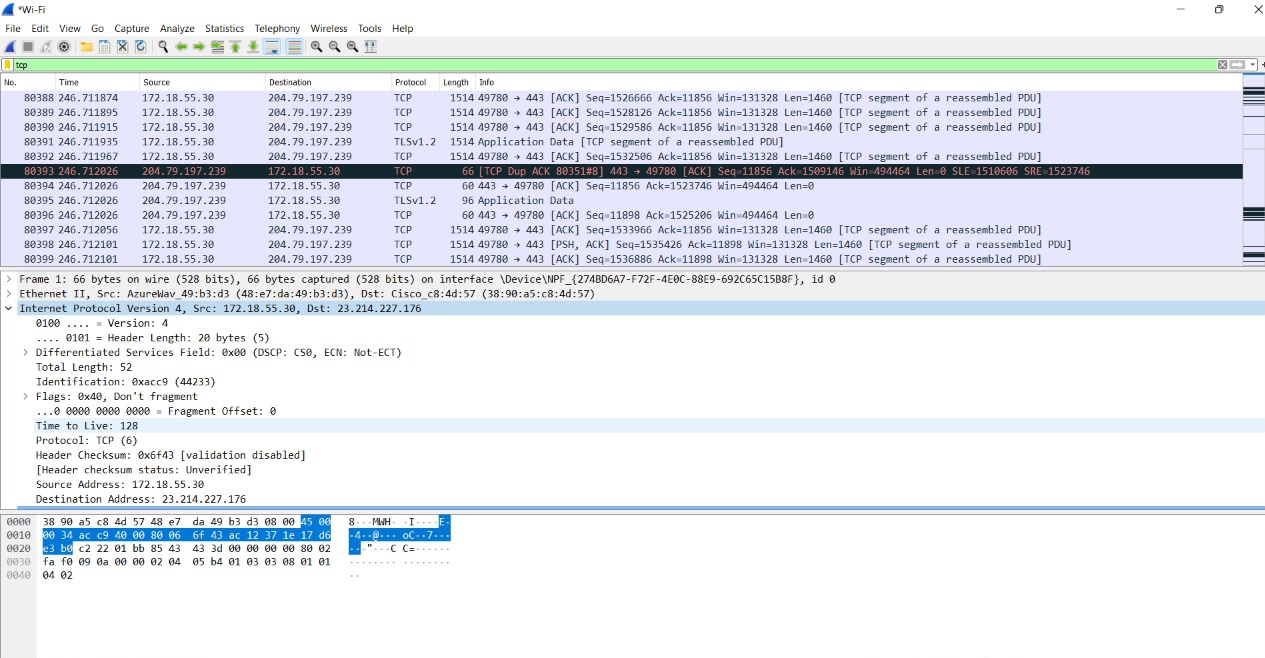 *Wi-Fi
File Edit View Go Capture Analyze Statistics Telephony Wireless Tools Help
tcp
No. Time Source Destination Protocol Length Info
80388 246.711874 172.18.55.30 204.79.197.239 TCP 1514 49780 → 443 [ACK] Seq=1526666 Ack=11856 Win=131328 Len=1460 [TCP segment of a reassembled PDU]
80389 246.711895 172.18.55.30 204.79.197.239 TCP 1514 49780 → 443 [ACK] Seq=1528126 Ack=11856 Win=131328 Len=1460 [TCP segment of a reassembled PDU]
80390 246.711915 172.18.55.30 204.79.197.239 TCP 1514 49780 → 443 [ACK] Seq=1529586 Ack=11856 Win=131328 Len=1460 [TCP segment of a reassembled PDU]
80391 246.711935 172.18.55.30 204.79.197.239 TLSv1.2 1514 Application Data [TCP segment of a reassembled PDU]
80392 246.711967 172.18.55.30 204.79.197.239 TCP 1514 49780 → 443 [ACK] Seq=1532506 Ack=11856 Win=131328 Len=1460 [TCP segment of a reassembled PDU]
80393 246.712026 204.79.197.239 172.18.55.30 TCP 66 [TCP Dup ACK 80351#8] 443 → 49780 [ACK] Seq=11856 Ack=1509146 Win=494464 Len=0 SLE=1510606 SRE=1523746
80394 246.712026 204.79.197.239 172.18.55.30 TCP 60 443 → 49780 [ACK] Seq=11856 Ack=1523746 Win=494464 Len=0
80395 246.712026 204.79.197.239 172.18.55.30 TLSv1.2 96 Application Data
80396 246.712026 204.79.197.239 172.18.55.30 TCP 60 443 → 49780 [ACK] Seq=11898 Ack=1525206 Win=494464 Len=0
80397 246.712056 172.18.55.30 204.79.197.239 TCP 1514 49780 → 443 [ACK] Seq=1533966 Ack=11856 Win=131328 Len=1460 [TCP segment of a reassembled PDU]
80398 246.712101 172.18.55.30 204.79.197.239 TCP 1514 49780 → 443 [PSH, ACK] Seq=1535426 Ack=11898 Win=131328 Len=1460 [TCP segment of a reassembled PDU]
80399 246.712101 172.18.55.30 204.79.197.239 TCP 1514 49780 → 443 [ACK] Seq=1536886 Ack=11898 Win=131328 Len=1460 [TCP segment of a reassembled PDU]
Frame 1: 66 bytes on wire (528 bits), 66 bytes captured (528 bits) on interface \Device\NPF_{274BD6A7-F72F-4E0C-88E9-692C65C15B8F}, id 0
Ethernet II, Src: AzureWav_49:b3:d3 (48:e7:da:49:b3:d3), Dst: Cisco_c8:4d:57 (38:90:a5:c8:4d:57)
Internet Protocol Version 4, Src: 172.18.55.30, Dst: 23.214.227.176
0100 .... = Version: 4
.... 0101 = Header Length: 20 bytes (5)
Differentiated Services Field: 0x00 (DSCP: CS0, ECN: Not-ECT)
Total Length: 52
Identification: 0xacc9 (44233)
Flags: 0x40, Don't fragment
...0 0000 0000 0000 = Fragment Offset: 0
Time to Live: 128
Protocol: TCP (6)
Header Checksum: 0x6f43 [validation disabled]
[Header checksum status: Unverified]
Source Address: 172.18.55.30
Destination Address: 23.214.227.176
0000 38 90 a5 c8 4d 57 48 e7 da 49 b3 d3 08 00 45 00 8···MWH· ·I····E·
0010 00 34 ac c9 40 00 80 06 6f 43 ac 12 37 1e 17 d6 ·4··@··· oC··7···
0020 e3 b0 c2 22 01 bb 85 43 43 3d 00 00 00 00 80 02 ···"···C C=······
0030 fa f0 09 0a 00 00 02 04 05 b4 01 03 03 08 01 01 ········ ········
0040 04 02 ··